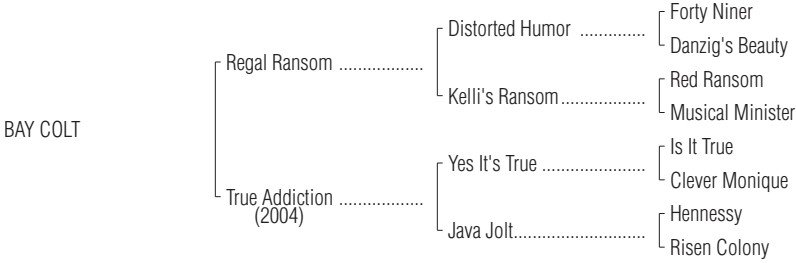 Forty Niner
Distorted Humor ..............
Danzig's Beauty
Regal Ransom ..................
Red Ransom
Kelli's Ransom..................
Musical Minister
BAY COLT
Is It True
Yes It's True ......................
Clever Monique
True Addiction ..................
(2004)
Hennessy
Java Jolt............................
Risen Colony